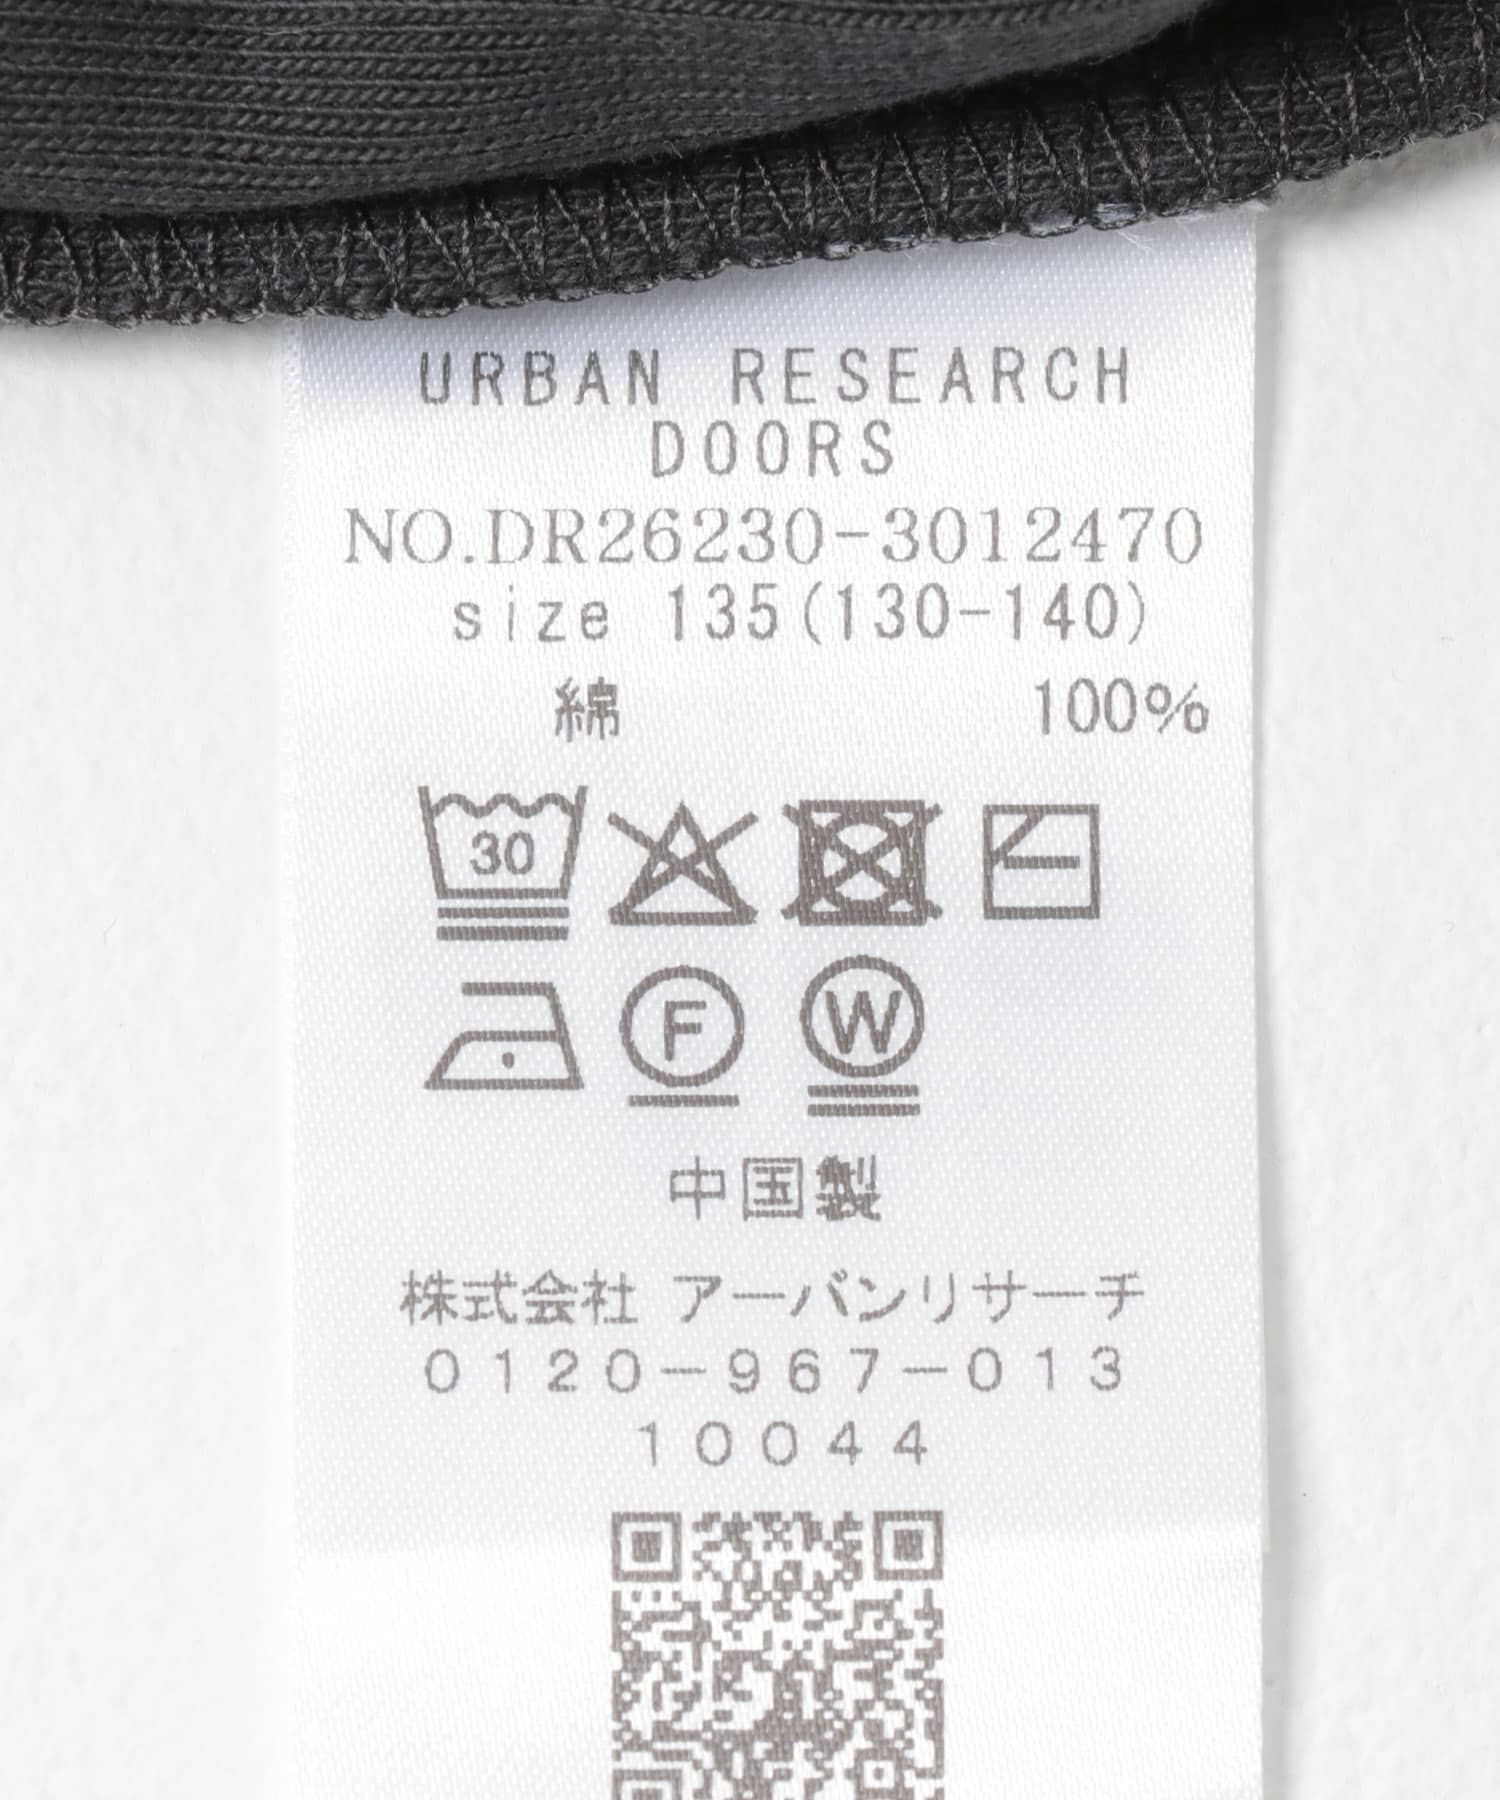 URBAN RESEARCH
DOORS
NO.DR26230-3012470
size 135(130-140)
綿 100%
30
F W
中国製
株式会社 アーバンリサーチ
0120-967-013
10044